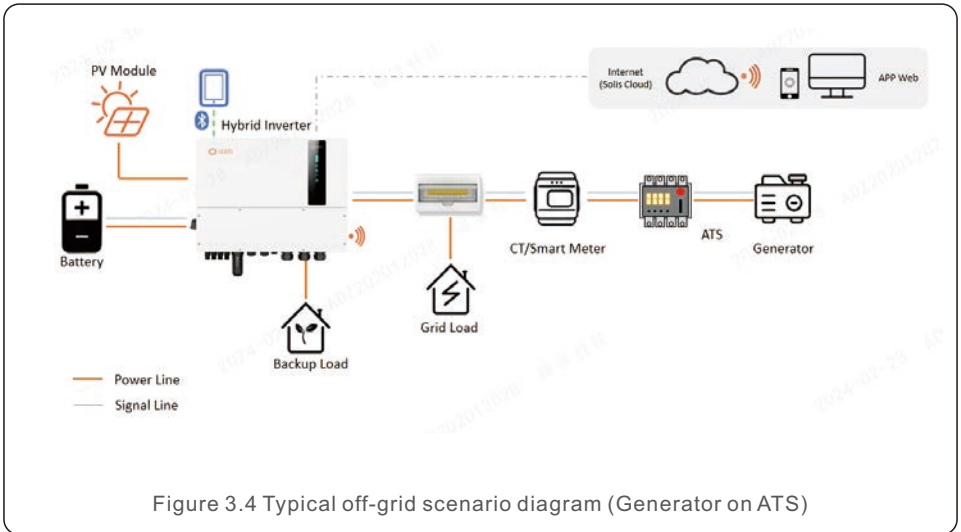 PV Module
Hybrid Inverter
Internet
(Solis Cloud)
APP Web
Battery
CT/Smart Meter
ATS
Generator
Grid Load
Backup Load
Power Line
Signal Line
Figure 3.4 Typical off-grid scenario diagram (Generator on ATS)